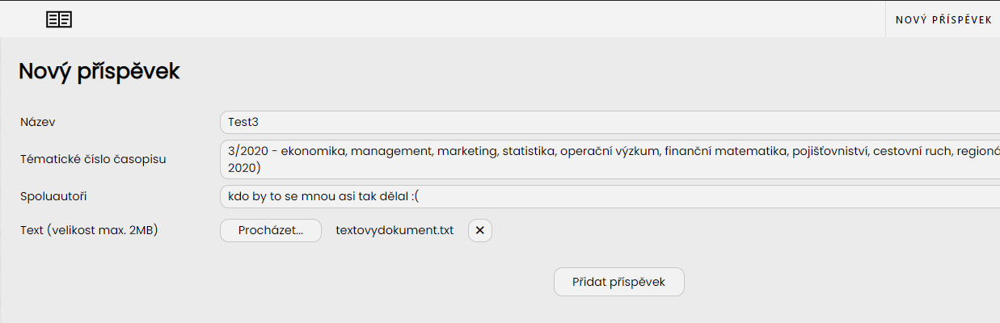 NOVÝ PŘÍSPĚVEK
Nový příspěvek
Název
Test3
Tématické číslo časopisu
3/2020 - ekonomika, management, marketing, statistika, operační výzkum, finanční matematika, pojišťovniství, cestovní ruch, regioná
2020)
Spoluautoři
kdo by to se mnou asi tak dělal :(
Text (velikost max. 2MB)
Procházet...
textovydokument.txt
✕
Přidat příspěvek